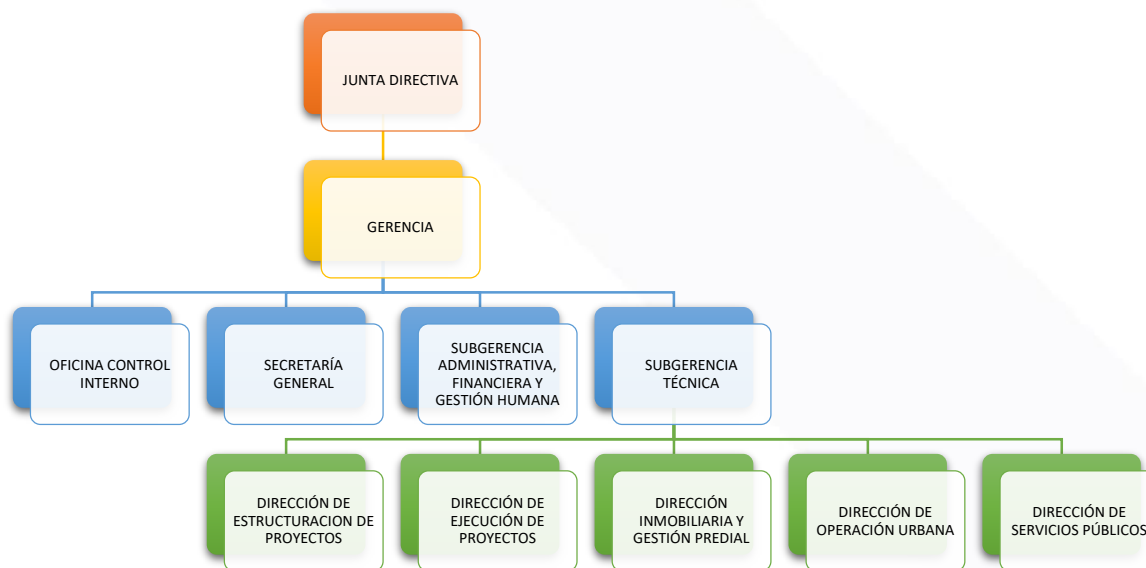 JUNTA DIRECTIVA
GERENCIA
OFICINA CONTROL
INTERNO
SECRETARÍA
GENERAL
SUBGERENCIA
ADMINISTRATIVA,
FINANCIERA Y
GESTIÓN HUMANA
SUBGERENCIA
TÉCNICA
DIRECCIÓN DE
ESTRUCTURACION DE
PROYECTOS
DIRECCIÓN DE
EJECUCIÓN DE
PROYECTOS
DIRECCIÓN
INMOBILIARIA Y
GESTIÓN PREDIAL
DIRECCIÓN DE
OPERACIÓN URBANA
DIRECCIÓN DE
SERVICIOS PÚBLICOS